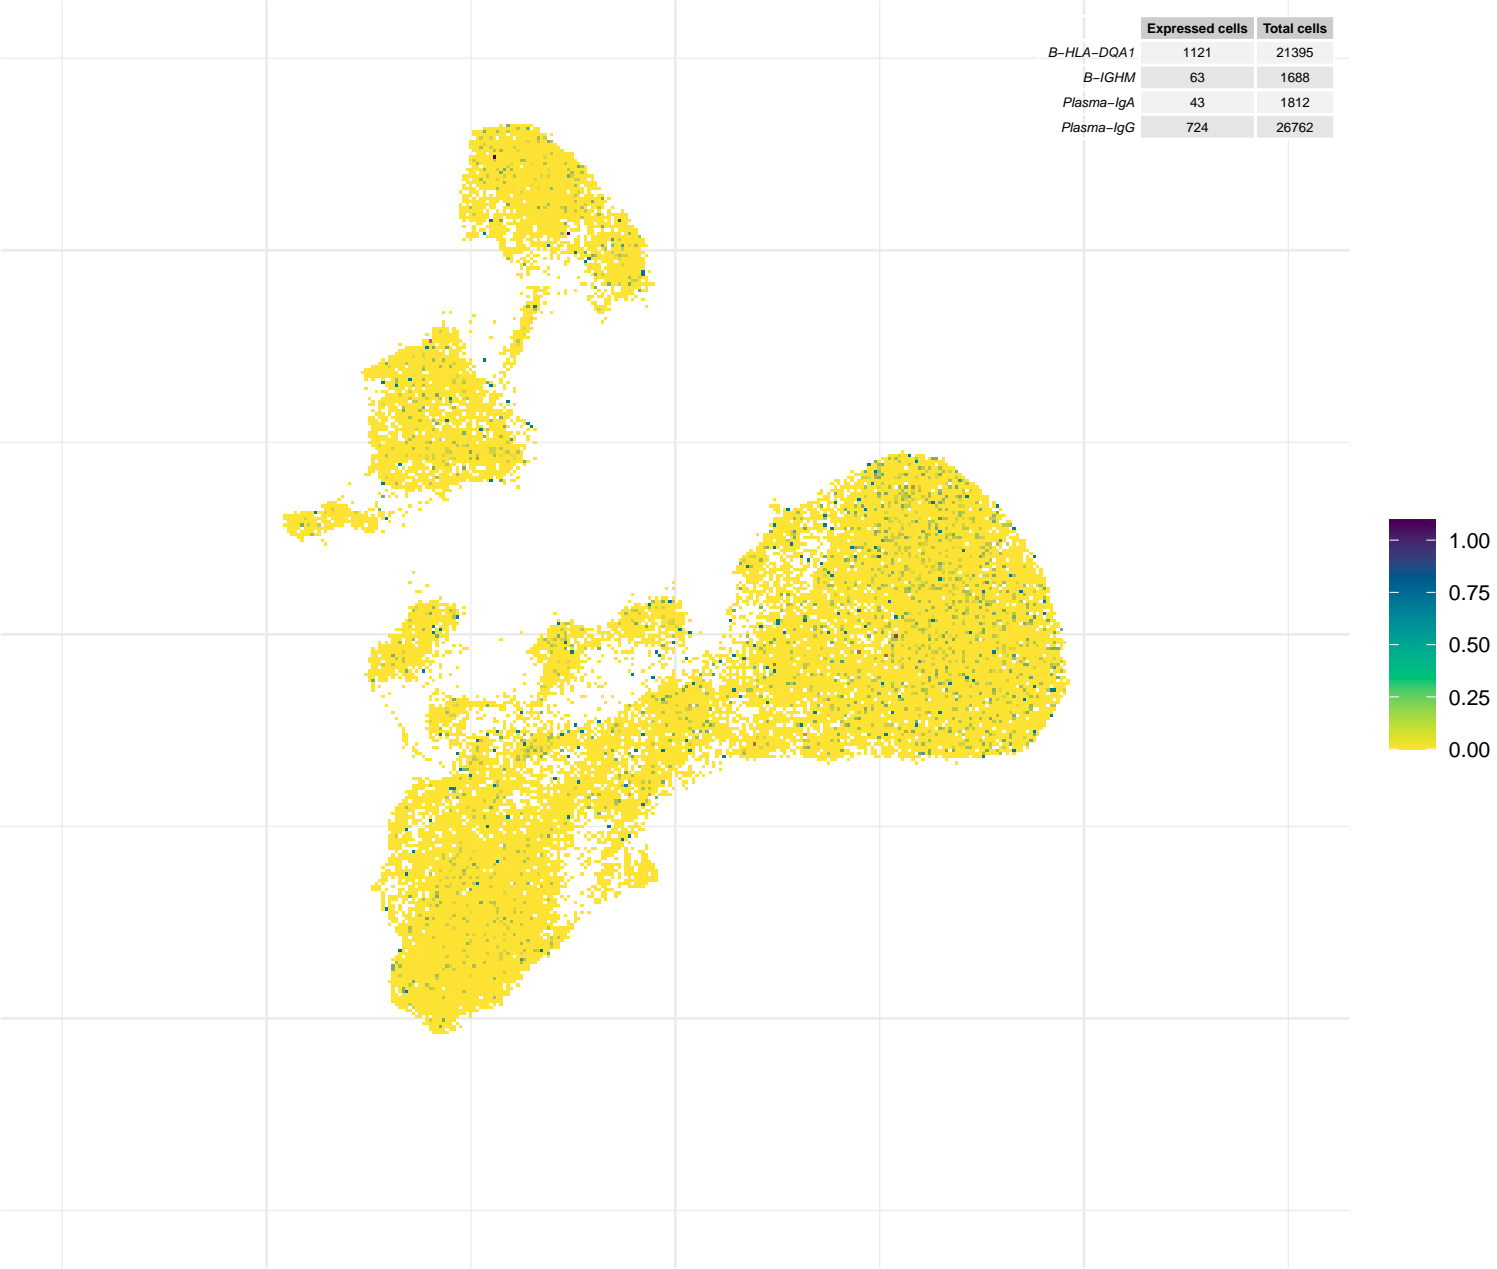 Expressed cells Total cells
B−HLA−DQA1 1121 21395
B−IGHM 63 1688
Plasma−IgA 43 1812
Plasma−IgG 724 26762
1.00
0.75
0.50
0.25
0.00